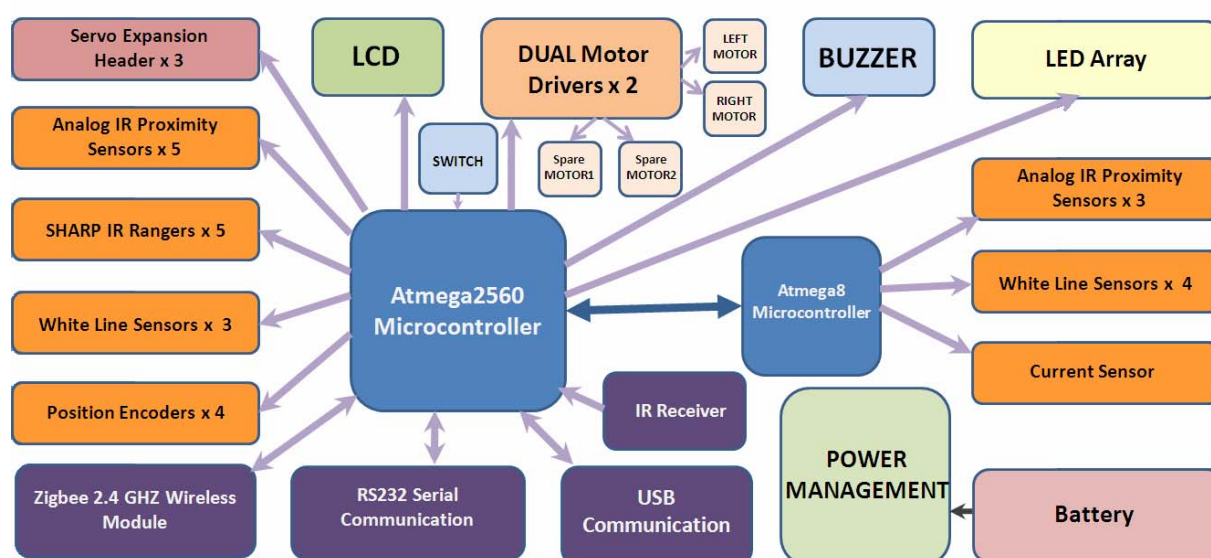 Servo Expansion
Header x 3
LCD
DUAL Motor
Drivers x 2
LEFT
MOTOR
RIGHT
MOTOR
BUZZER
LED Array
Analog IR Proximity
Sensors x 5
SWITCH
Spare
MOTOR1
Spare
MOTOR2
Analog IR Proximity
Sensors x 3
SHARP IR Rangers x 5
Atmega2560
Microcontroller
Atmega8
Microcontroller
White Line Sensors x 4
White Line Sensors x 3
Current Sensor
Position Encoders x 4
IR Receiver
POWER
MANAGEMENT
Zigbee 2.4 GHZ Wireless
Module
RS232 Serial
Communication
USB
Communication
Battery